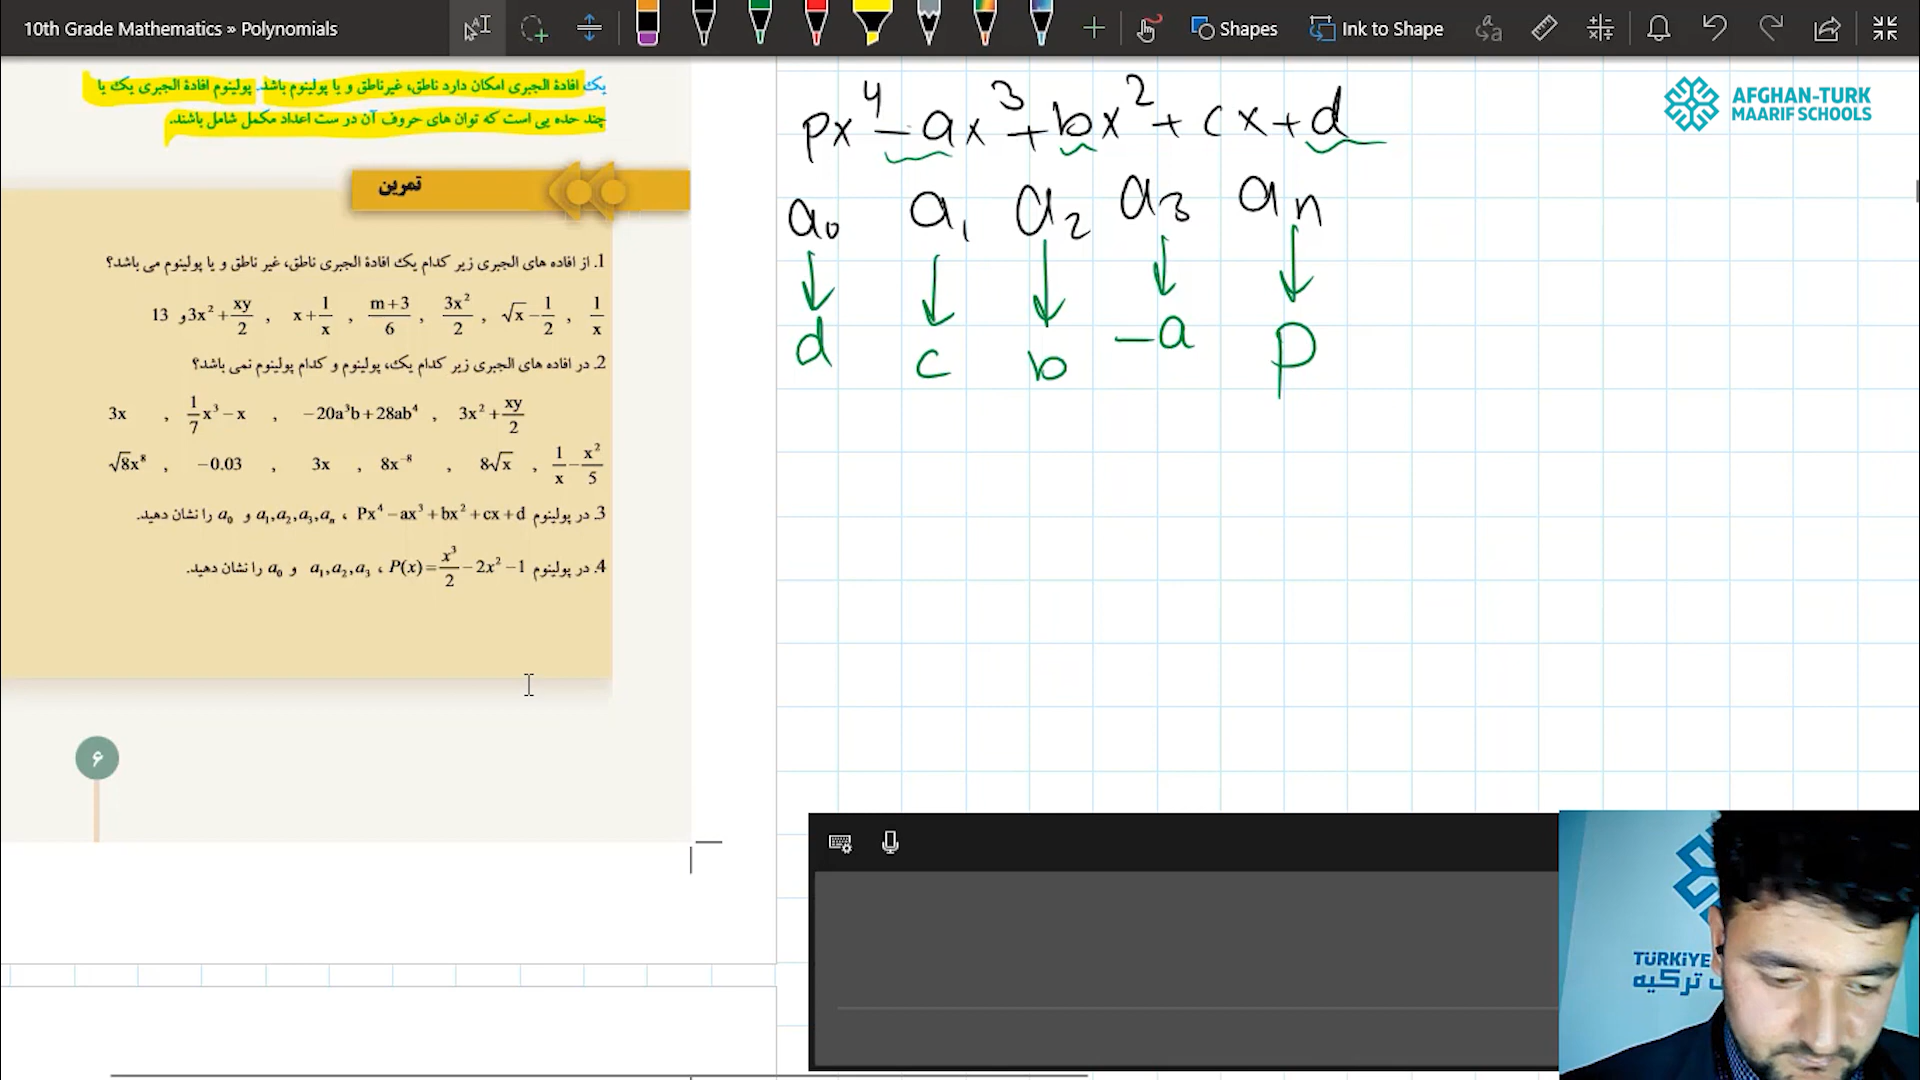 10th Grade Mathematics » Polynomials
Shapes
Ink to Shape
یک افادهٔ الجبری امکان دارد ناطق، غیرناطق و یا پولینوم باشد. پولینوم افادهٔ الجبری یک یا
چند حده یی است که توان های حروف آن در ست اعداد مکمل شامل باشند.
تمرین
1. از افاده های الجبری زیر کدام یک افادهٔ الجبری ناطق، غیر ناطق و یا پولینوم می باشد؟
13 و 3x² + xy/2 , x + 1/x , m+3/6 , 3x²/2 , √x − 1/2 , 1/x
2. در افاده های الجبری زیر کدام یک، پولینوم و کدام پولینوم نمی باشد؟
3x , 1/7 x³ − x , −20a³b + 28ab⁴ , 3x² + xy/2
√8x⁸ , −0.03 , 3x , 8x⁻⁸ , 8√x , 1/x − x²/5
3. در پولینوم Px⁴ − ax³ + bx² + cx + d ، a₁,a₂,a₃,aₙ و a₀ را نشان دهید.
4. در پولینوم P(x) = x³/2 − 2x² − 1 ، a₁,a₂,a₃ و a₀ را نشان دهید.
۶
px⁴ − ax³ + bx² + cx + d
a₀ a₁ a₂ a₃ aₙ
d c b −a p
AFGHAN-TURK
MAARIF SCHOOLS
TÜRKİYE
ترکیه